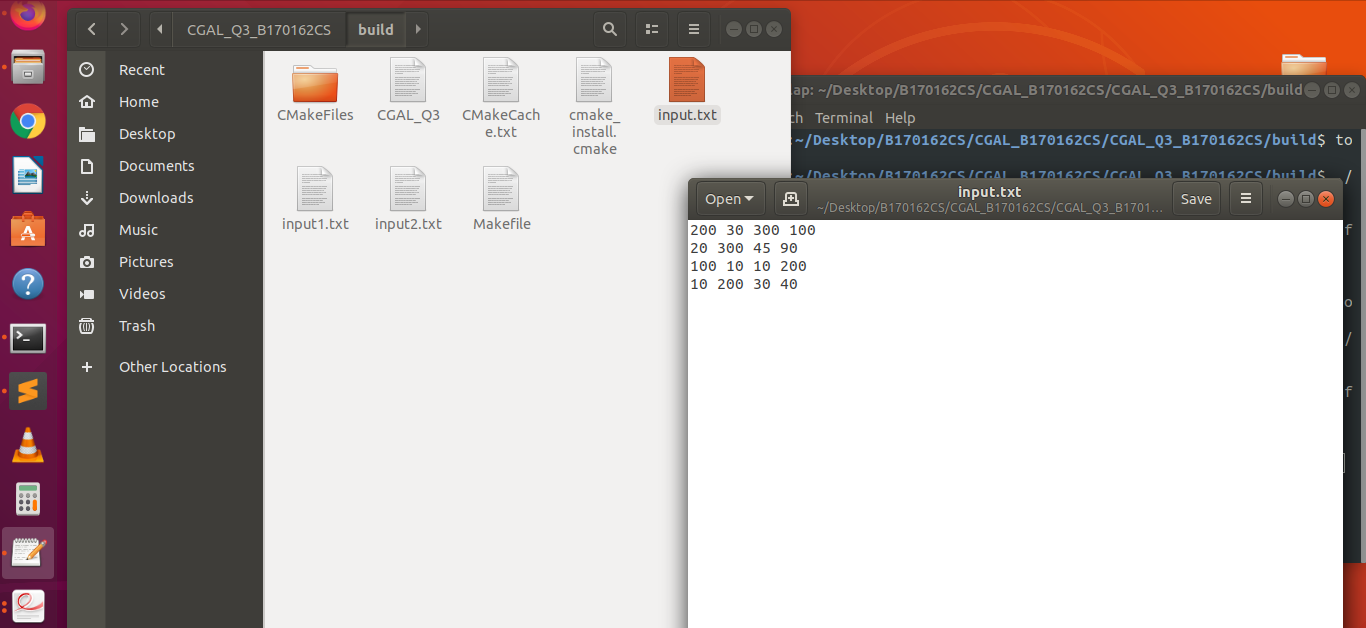 CGAL_Q3_B170162CS
build
Recent
Home
Desktop
Documents
Downloads
Music
Pictures
Videos
Trash
Other Locations
CMakeFiles
CGAL_Q3
CMakeCach
e.txt
cmake_
install.
cmake
input.txt
input1.txt
input2.txt
Makefile
ap: ~/Desktop/B170162CS/CGAL_B170162CS/CGAL_Q3_B170162CS/build
ch Terminal Help
:~/Desktop/B170162CS/CGAL_B170162CS/CGAL_Q3_B170162CS/build$ to
:~/Desktop/B170162CS/CGAL_B170162CS/CGAL_Q3_B170162CS/build$ /
f
o
/
f
Open
input.txt
~/Desktop/B170162CS/CGAL_B170162CS/CGAL_Q3_B1701...
Save
200 30 300 100
20 300 45 90
100 10 10 200
10 200 30 40